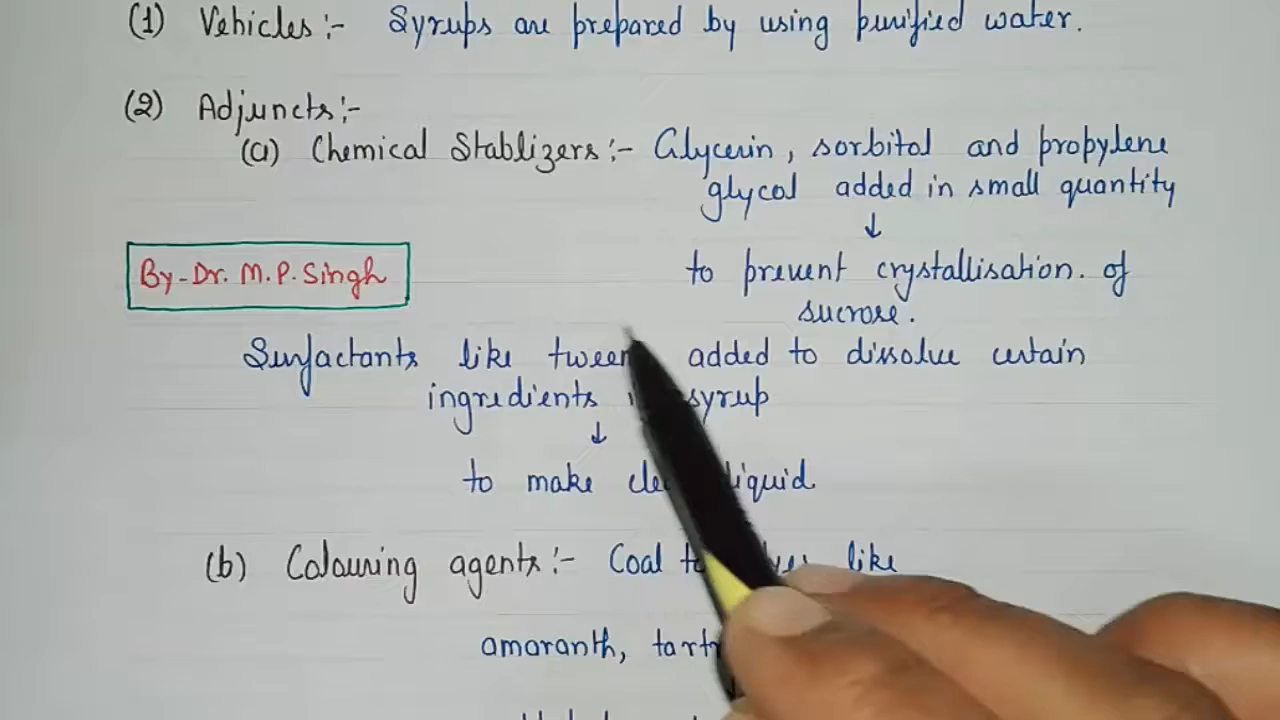 (1) Vehicles :- Syrups are prepared by using purified water.
(2) Adjuncts :-
(a) Chemical Stablizers :- Glycerin, sorbitol and propylene
glycol added in small quantity
↓
to prevent crystallisation. of
sucrose.
By - Dr. M. P. Singh
Surfactants like tween added to dissolve certain
ingredients syrup
↓
to make liquid
(b) Colouring agents :- Coal like
amaranth,